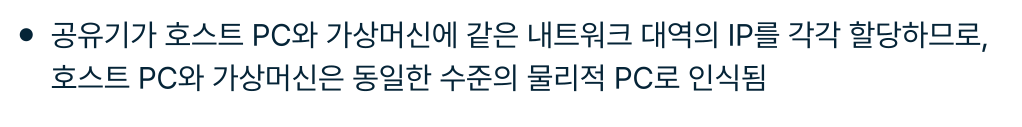 • 공유기가 호스트 PC와 가상머신에 같은 내트워크 대역의 IP를 각각 할당하므로,
호스트 PC와 가상머신은 동일한 수준의 물리적 PC로 인식됨